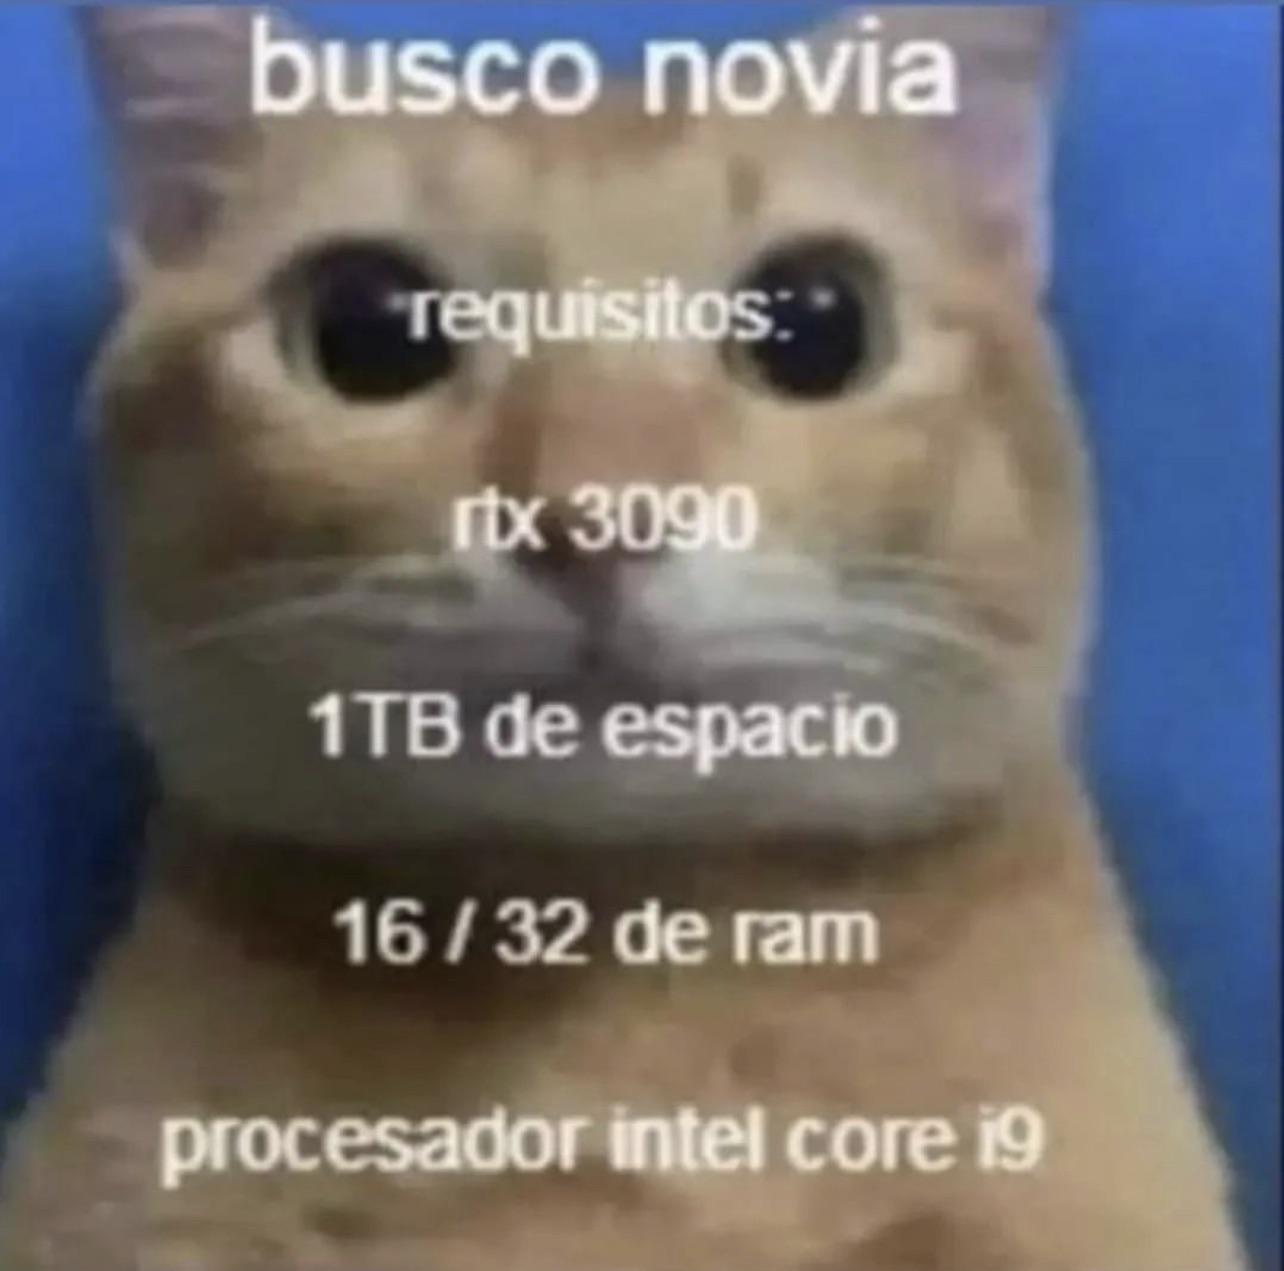 busco novia
requisitos:
rtx 3090
1TB de espacio
16 / 32 de ram
procesador intel core i9